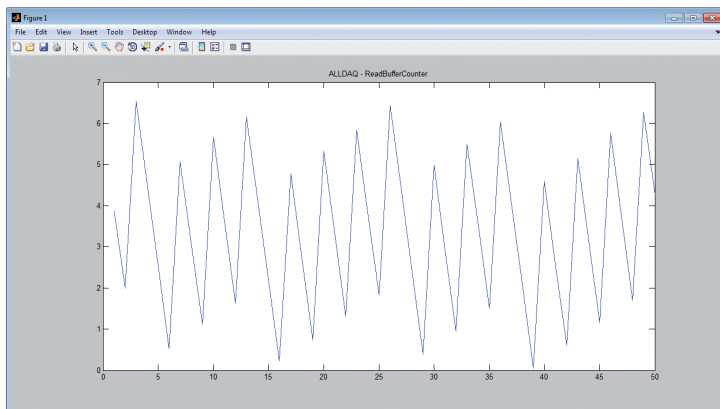 Figure 1
File Edit View Insert Tools Desktop Window Help
ALLDAQ - ReadBufferCounter
7
6
5
4
3
2
1
0
0 5 10 15 20 25 30 35 40 45 50